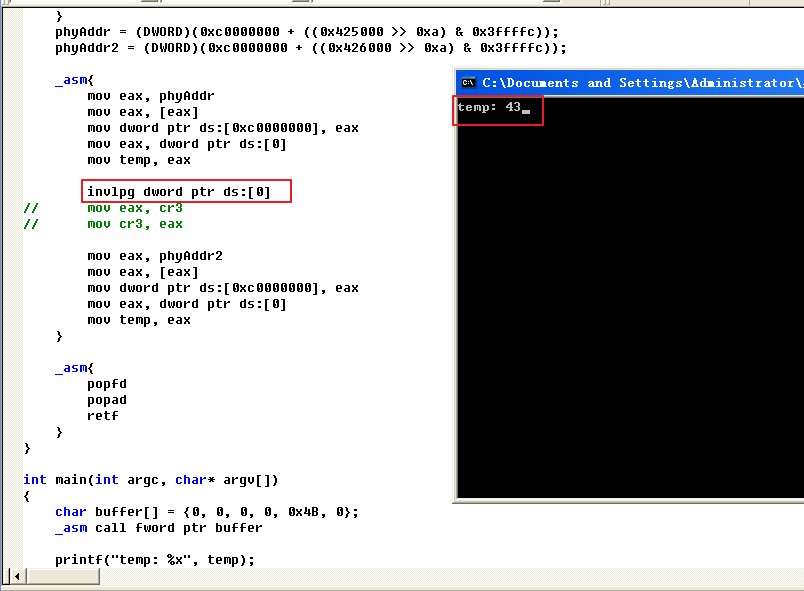 }
phyAddr = (DWORD)(0xc0000000 + ((0x425000 >> 0xa) & 0x3ffffc));
phyAddr2 = (DWORD)(0xc0000000 + ((0x426000 >> 0xa) & 0x3ffffc));
_asm{
mov eax, phyAddr
mov eax, [eax]
mov dword ptr ds:[0xc0000000], eax
mov eax, dword ptr ds:[0]
mov temp, eax
invlpg dword ptr ds:[0]
// mov eax, cr3
// mov cr3, eax
mov eax, phyAddr2
mov eax, [eax]
mov dword ptr ds:[0xc0000000], eax
mov eax, dword ptr ds:[0]
mov temp, eax
}
_asm{
popfd
popad
retf
}
}
int main(int argc, char* argv[])
{
char buffer[] = {0, 0, 0, 0, 0x4B, 0};
_asm call fword ptr buffer
printf("temp: %x", temp);
C:\Documents and Settings\Administrator\
temp: 43_